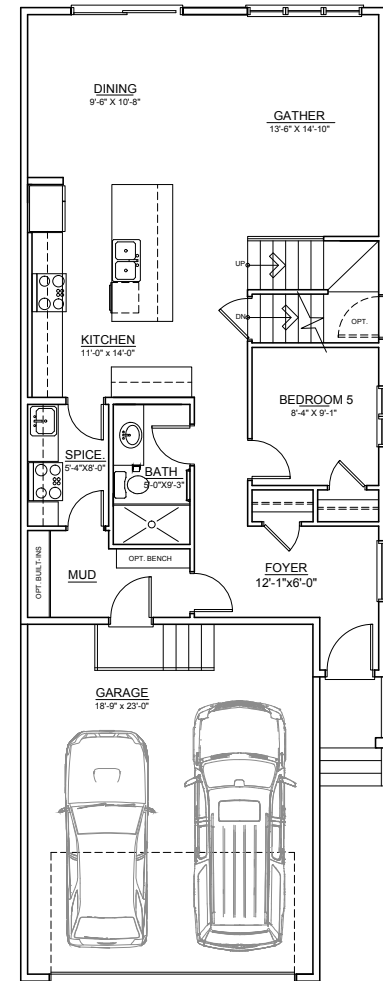 DINING
9'-6" X 10'-8"
GATHER
13'-6" X 14'-10"
UP
DN
OPT.
KITCHEN
11'-0" x 14'-0"
BEDROOM 5
8'-4" X 9'-1"
SPICE.
5'-4"X8'-0"
BATH
5'-0"X9'-3"
OPT. BENCH
OPT. BUILT-INS
MUD
FOYER
12'-1"x6'-0"
GARAGE
18'-9" x 23'-0"